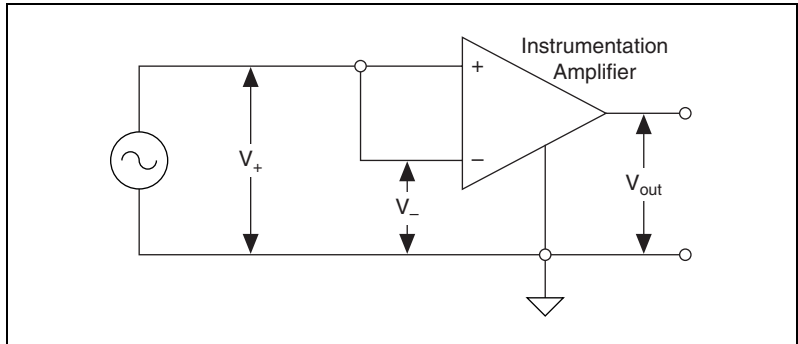 Instrumentation
Amplifier
+
V+
−
V−
Vout